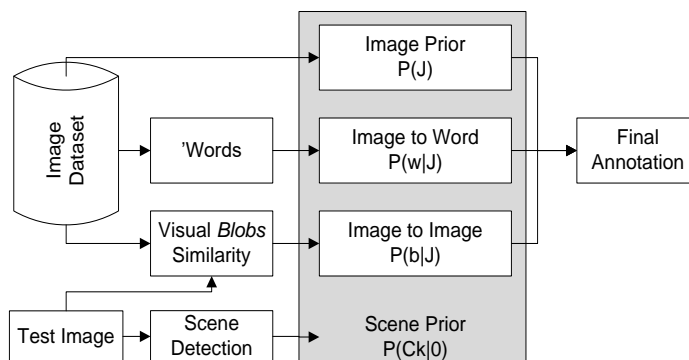 Image Prior
P(J)
Image
Dataset
'Words
Image to Word
P(w|J)
Final
Annotation
Visual Blobs
Similarity
Image to Image
P(b|J)
Test Image
Scene
Detection
Scene Prior
P(Ck|0)